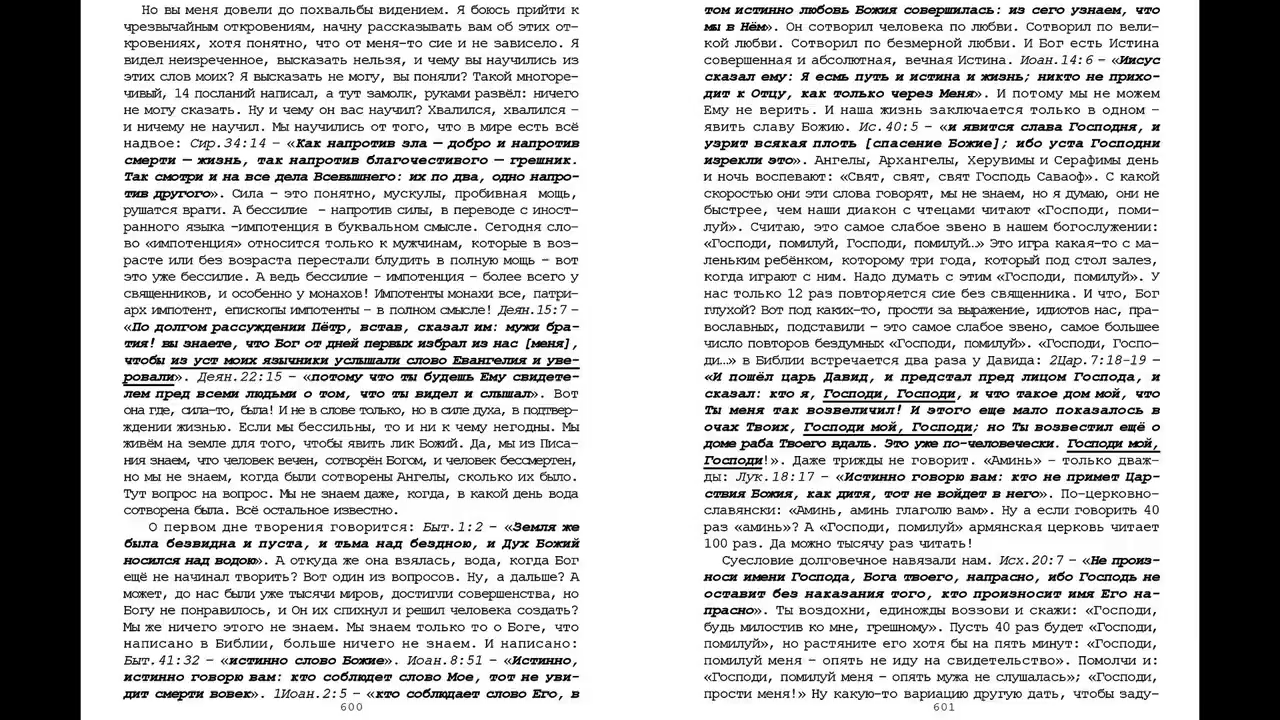 Но вы меня довели до похвальбы видением. Я боюсь прийти к
чрезвычайным откровениям, начну рассказывать вам об этих от-
кровениях, хотя понятно, что от меня-то сие и не зависело. Я
видел неизреченное, высказать нельзя, и чему вы научились из
этих слов моих? Я высказать не могу, вы поняли? Такой многоре-
чивый, 14 посланий написал, а тут замолк, руками развёл: ничего
не могу сказать. Ну и чему он вас научил? Хвалился, хвалился –
и ничему не научил. Мы научились от того, что в мире есть всё
надвое: Сир.34:14 – «Как напротив зла — добро и напротив
смерти — жизнь, так напротив благочестивого — грешник.
Так смотри и на все дела Всевышнего: их по два, одно напро-
тив другого». Сила – это понятно, мускулы, пробивная мощь,
рушатся враги. А бессилие – напротив силы, в переводе с иност-
ранного языка –импотенция в буквальном смысле. Сегодня сло-
во «импотенция» относится только к мужчинам, которые в воз-
расте или без возраста перестали блудить в полную мощь – вот
это уже бессилие. А ведь бессилие – импотенция – более всего у
священников, и особенно у монахов! Импотенты монахи все, патри-
арх импотент, епископы импотенты – в полном смысле! Деян.15:7 –
«По долгом рассуждении Пётр, встав, сказал им: мужи бра-
тия! вы знаете, что Бог от дней первых избрал из нас [меня],
чтобы из уст моих язычники услышали слово Евангелия и уве-
ровали». Деян.22:15 – «потому что ты будешь Ему свидете-
лем пред всеми людьми о том, что ты видел и слышал». Вот
она где, сила-то, была! И не в слове только, но в силе духа, в подтвер-
ждении жизнью. Если мы бессильны, то и ни к чему негодны. Мы
живём на земле для того, чтобы явить лик Божий. Да, мы из Писа-
ния знаем, что человек вечен, сотворён Богом, и человек бессмертен,
но мы не знаем, когда были сотворены Ангелы, сколько их было.
Тут вопрос на вопрос. Мы не знаем даже, когда, в какой день вода
сотворена была. Всё остальное известно.
О первом дне творения говорится: Быт.1:2 – «Земля же
была безвидна и пуста, и тьма над бездною, и Дух Божий
носился над водою». А откуда же она взялась, вода, когда Бог
ещё не начинал творить? Вот один из вопросов. Ну, а дальше? А
может, до нас были уже тысячи миров, достигли совершенства, но
Богу не понравилось, и Он их спихнул и решил человека создать?
Мы же ничего этого не знаем. Мы знаем только то о Боге, что
написано в Библии, больше ничего не знаем. И написано:
Быт.41:32 – «истинно слово Божие». Иоан.8:51 – «Истинно,
истинно говорю вам: кто соблюдет слово Мое, тот не уви-
дит смерти вовек». 1Иоан.2:5 – «кто соблюдает слово Его, в
600
том истинно любовь Божия совершилась: из сего узнаем, что
мы в Нём». Он сотворил человека по любви. Сотворил по вели-
кой любви. Сотворил по безмерной любви. И Бог есть Истина
совершенная и абсолютная, вечная Истина. Иоан.14:6 – «Иисус
сказал ему: Я есмь путь и истина и жизнь; никто не прихо-
дит к Отцу, как только через Меня». И потому мы не можем
Ему не верить. И наша жизнь заключается только в одном –
явить славу Божию. Ис.40:5 – «и явится слава Господня, и
узрит всякая плоть [спасение Божие]; ибо уста Господни
изрекли это». Ангелы, Архангелы, Херувимы и Серафимы день
и ночь воспевают: «Свят, свят, свят Господь Саваоф». С какой
скоростью они эти слова говорят, мы не знаем, но я думаю, они не
быстрее, чем наши диакон с чтецами читают «Господи, поми-
луй». Считаю, это самое слабое звено в нашем богослужении:
«Господи, помилуй, Господи, помилуй…» Это игра какая-то с ма-
леньким ребёнком, которому три года, который под стол залез,
когда играют с ним. Надо думать с этим «Господи, помилуй». У
нас только 12 раз повторяется сие без священника. И что, Бог
глухой? Вот под каких-то, прости за выражение, идиотов нас, пра-
вославных, подставили – это самое слабое звено, самое большее
число повторов бездумных «Господи, помилуй». «Господи, Госпо-
ди…» в Библии встречается два раза у Давида: 2Цар.7:18-19 –
«И пошёл царь Давид, и предстал пред лицом Господа, и
сказал: кто я, Господи, Господи, и что такое дом мой, что
Ты меня так возвеличил! И этого еще мало показалось в
очах Твоих, Господи мой, Господи; но Ты возвестил ещё о
доме раба Твоего вдаль. Это уже по-человечески. Господи мой,
Господи!». Даже трижды не говорит. «Аминь» – только дваж-
ды: Лук.18:17 – «Истинно говорю вам: кто не примет Цар-
ствия Божия, как дитя, тот не войдет в него». По-церковно-
славянски: «Аминь, аминь глаголю вам». Ну а если говорить 40
раз «аминь»? А «Господи, помилуй» армянская церковь читает
100 раз. Да можно тысячу раз читать!
Суесловие долговечное навязали нам. Исх.20:7 – «Не произ-
носи имени Господа, Бога твоего, напрасно, ибо Господь не
оставит без наказания того, кто произносит имя Его на-
прасно». Ты воздохни, единожды воззови и скажи: «Господи,
будь милостив ко мне, грешному». Пусть 40 раз будет «Господи,
помилуй», но растяните его хотя бы на пять минут: «Господи,
помилуй меня – опять не иду на свидетельство». Помолчи и:
«Господи, помилуй меня – опять мужа не слушалась»; «Господи,
прости меня!» Ну какую-то вариацию другую дать, чтобы заду-
601